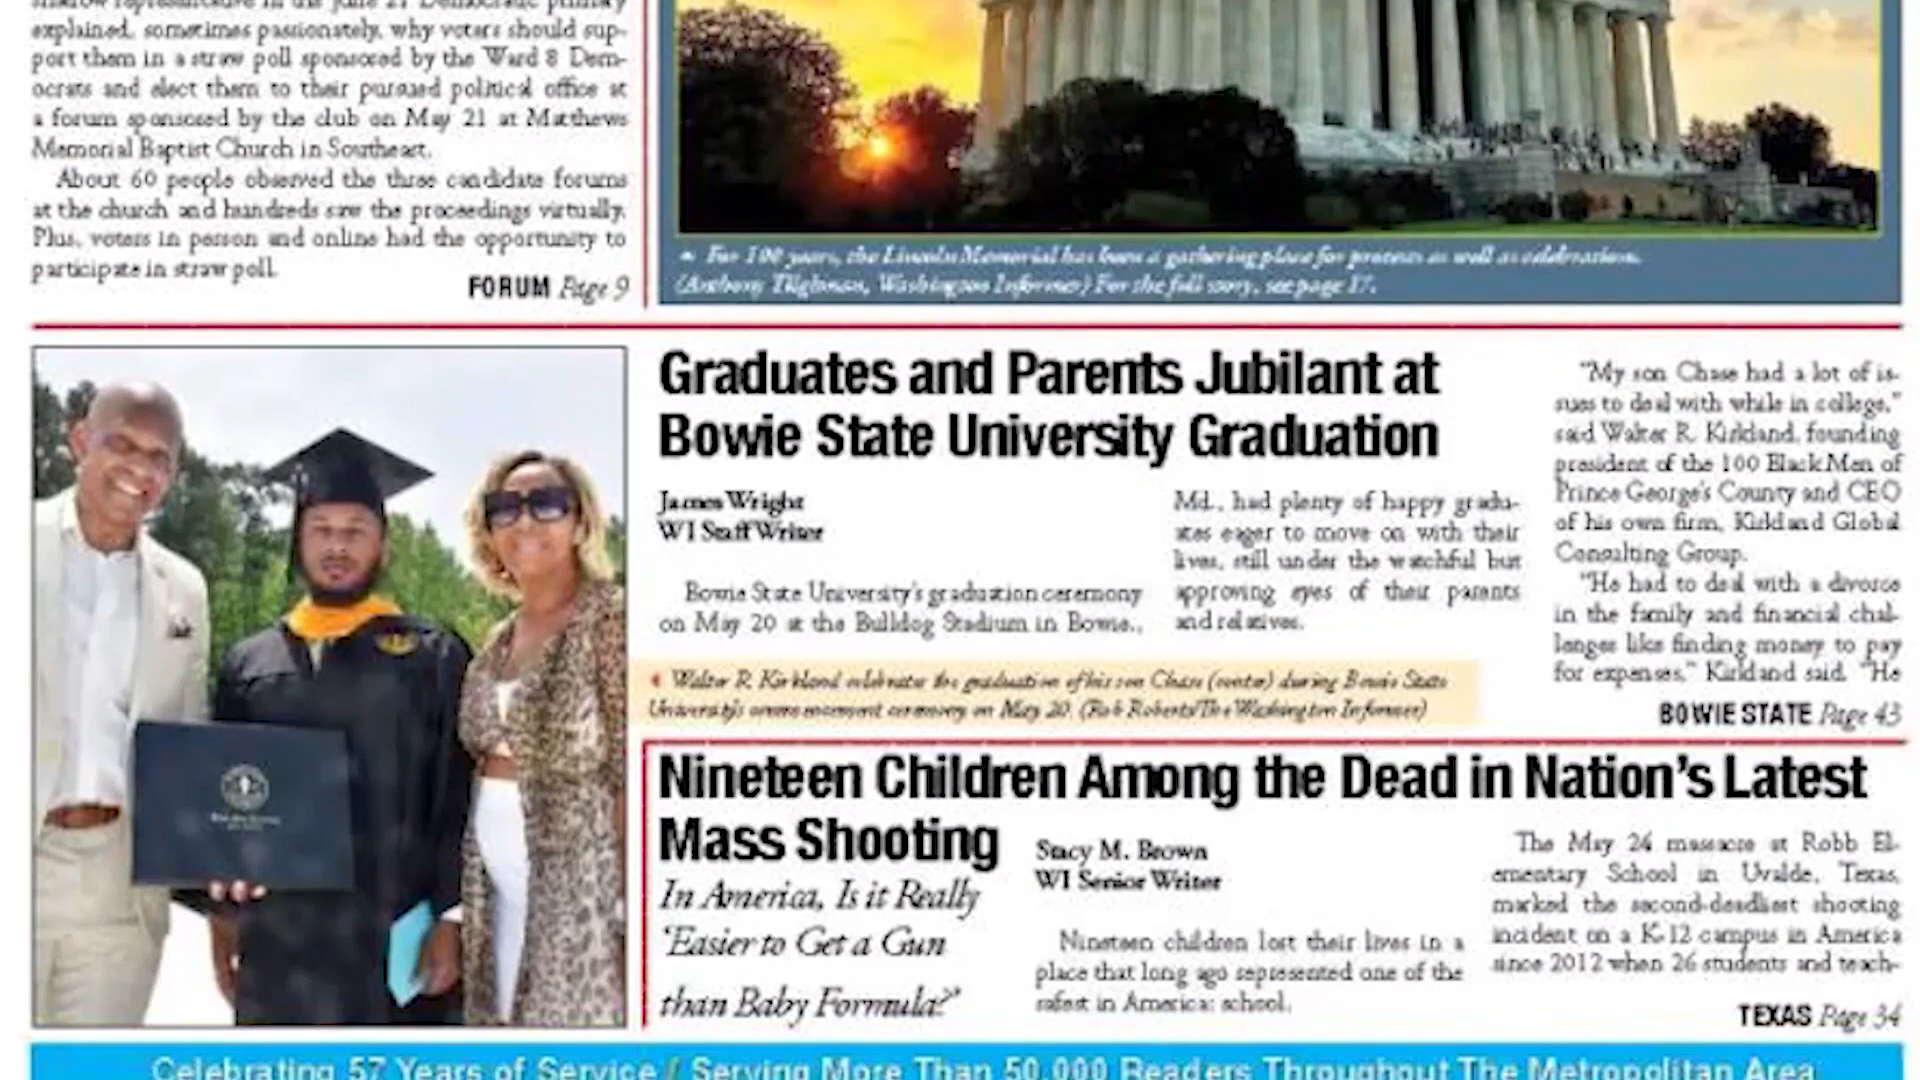 explained, sometimes passionately, why voters should sup-
port them in a straw poll sponsored by the Ward 8 Dem-
ocrats and elect them to their pursued political office at
a forum sponsored by the club on May 21 at Matthews
Memorial Baptist Church in Southeast.
About 60 people observed the three candidate forums
at the church and hundreds saw the proceedings virtually.
Plus, voters in person and online had the opportunity to
participate in straw poll.
FORUM Page 9
For 100 years, the Lincoln Memorial has been a gathering place for protests as well as celebrations.
(Anthony Tilghman, Washington Informer) For the full story, see page 17.
Graduates and Parents Jubilant at
Bowie State University Graduation
James Wright
WI Staff Writer
Bowie State University's graduation ceremony
on May 20 at the Bulldog Stadium in Bowie.,
Md., had plenty of happy gradu-
ates eager to move on with their
lives, still under the watchful but
approving eyes of their parents
and relatives.
"My son Chase had a lot of is-
sues to deal with while in college,"
said Walter R. Kirkland, founding
president of the 100 Black Men of
Prince George's County and CEO
of his own firm, Kirkland Global
Consulting Group.
"He had to deal with a divorce
in the family and financial chal-
lenges like finding money to pay
for expenses," Kirkland said. "He
BOWIE STATE Page 43
Walter R. Kirkland celebrates the graduation of his son Chase (center) during Bowie State
University's commencement ceremony on May 20. (Rob Roberts/The Washington Informer)
Nineteen Children Among the Dead in Nation's Latest
Mass Shooting
In America, Is it Really
'Easier to Get a Gun
than Baby Formula?'
Stacy M. Brown
WI Senior Writer
Nineteen children lost their lives in a
place that long ago represented one of the
safest in America: school.
The May 24 massacre at Robb El-
ementary School in Uvalde, Texas,
marked the second-deadliest shooting
incident on a K-12 campus in America
since 2012 when 26 students and teach-
TEXAS Page 34
Celebrating 57 Years of Service / Serving More Than 50,000 Readers Throughout The Metropolitan Area